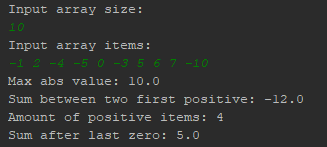 Input array size:
10
Input array items:
-1 2 -4 -5 0 -3 5 6 7 -10
Max abs value: 10.0
Sum between two first positive: -12.0
Amount of positive items: 4
Sum after last zero: 5.0